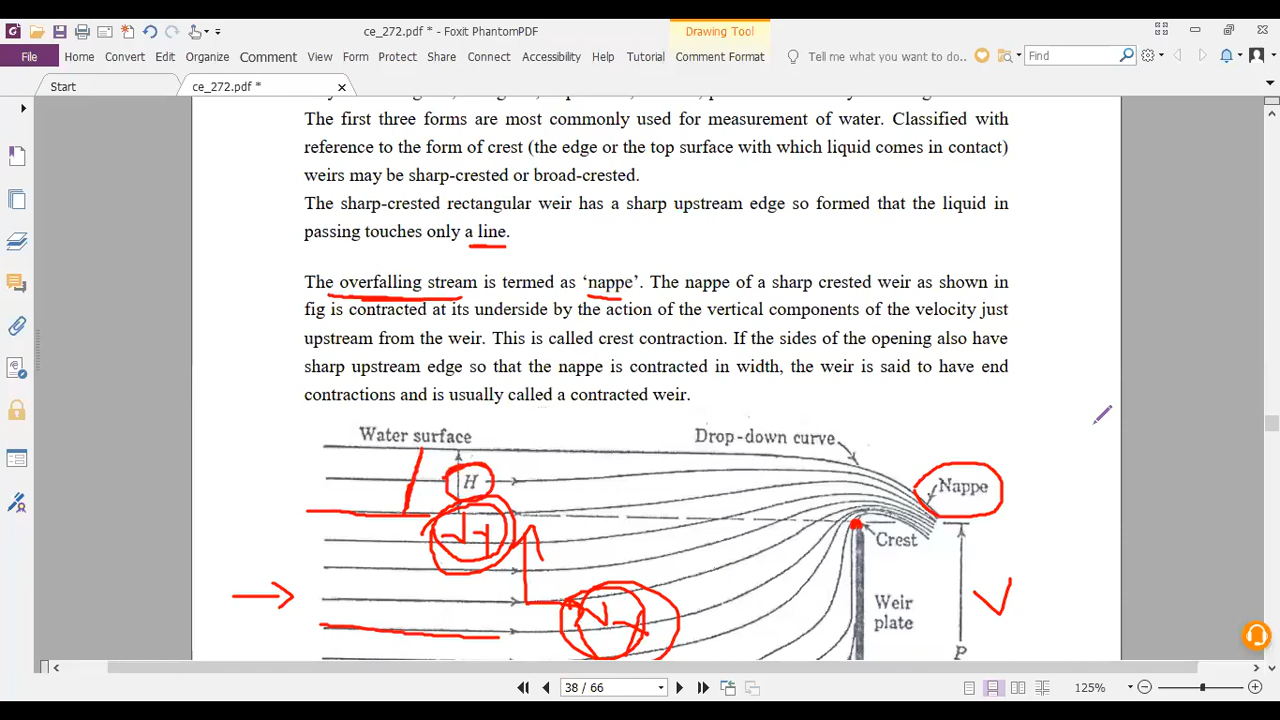 ce_272.pdf * - Foxit PhantomPDF
Drawing Tool
File Home Convert Edit Organize Comment View Form Protect Share Connect Accessibility Help Tutorial Comment Format Tell me what you want to do.. Find
Start ce_272.pdf *
The first three forms are most commonly used for measurement of water. Classified with
reference to the form of crest (the edge or the top surface with which liquid comes in contact)
weirs may be sharp-crested or broad-crested.
The sharp-crested rectangular weir has a sharp upstream edge so formed that the liquid in
passing touches only a line.
The overfalling stream is termed as ‘nappe’. The nappe of a sharp crested weir as shown in
fig is contracted at its underside by the action of the vertical components of the velocity just
upstream from the weir. This is called crest contraction. If the sides of the opening also have
sharp upstream edge so that the nappe is contracted in width, the weir is said to have end
contractions and is usually called a contracted weir.
Water surface
Drop-down curve
H
Nappe
Crest
Weir
plate
P
38 / 66
125%